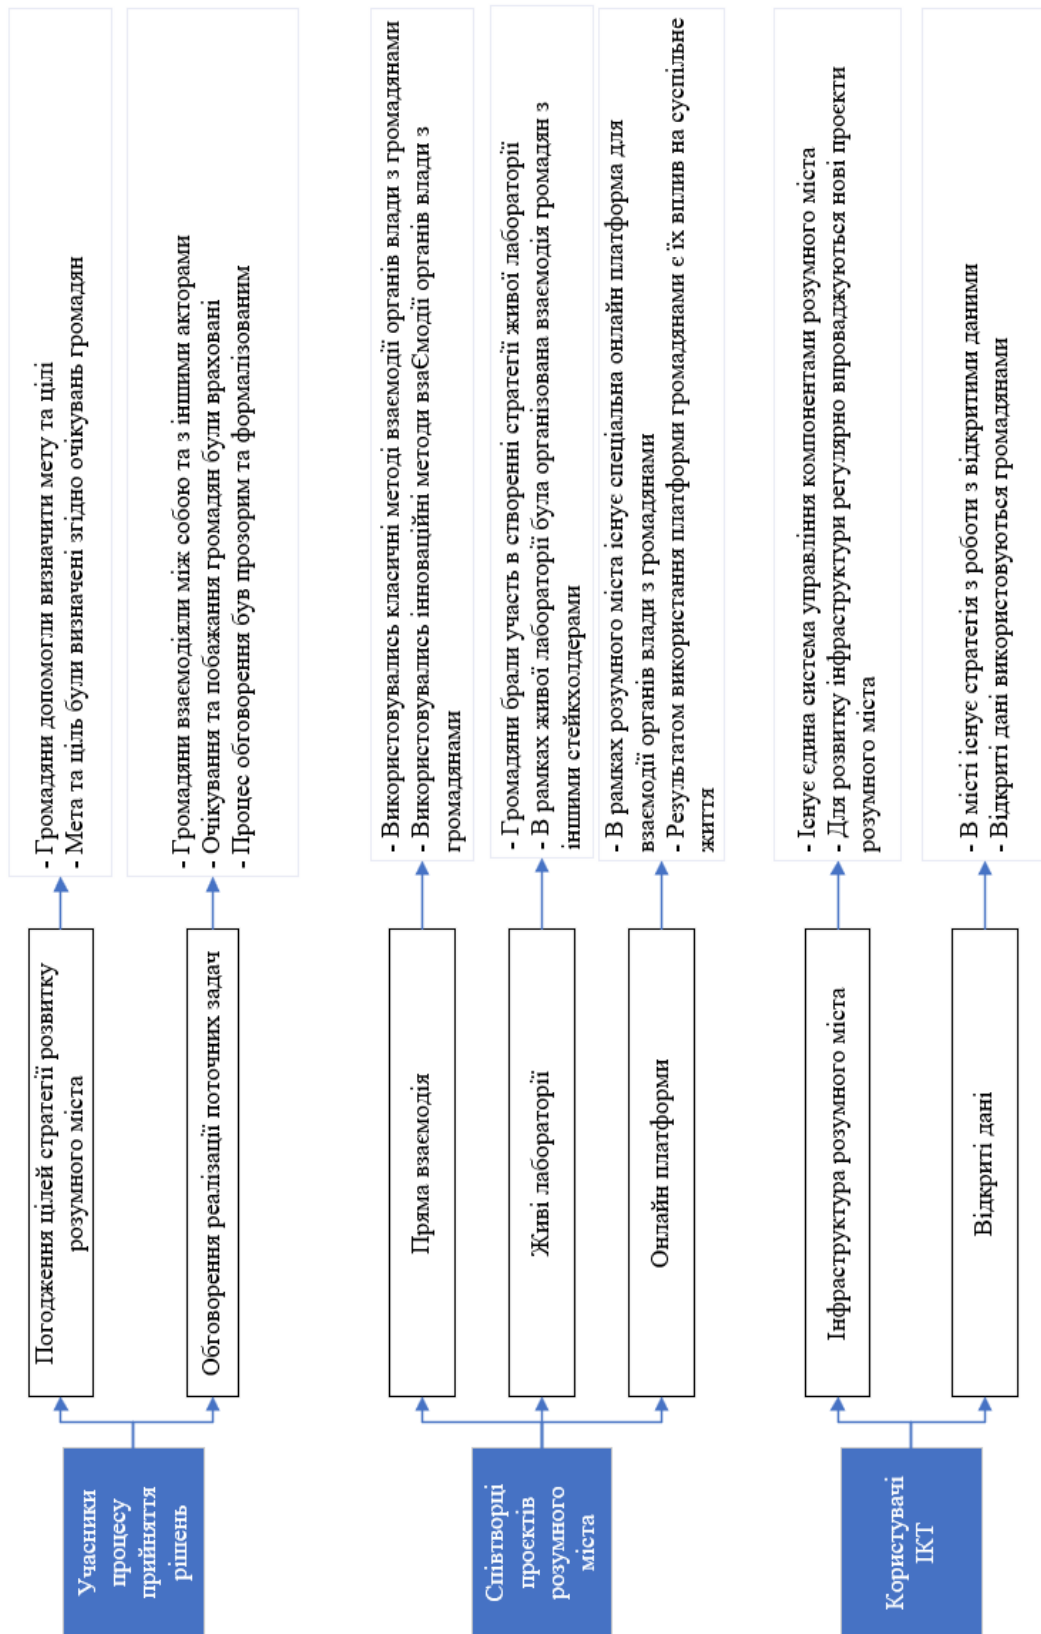 Учасники
процесу
прийняття
рішень
Погодження цілей стратегії розвитку
розумного міста
- Громадяни допомогли визначити мету та цілі
- Мета та ціль були визначені згідно очікувань громадян
Обговорення реалізації поточних задач
- Громадяни взаємодіяли між собою та з іншими акторами
- Очікування та побажання громадян були враховані
- Процес обговорення був прозорим та формалізованим
Співтворці
проєктів
розумного
міста
Пряма взаємодія
- Використовувались класичні методі взаємодії органів влади з громадянами
- Використовувались інноваційні методи взаЄмодії органів влади з
громадянами
Живі лабораторії
- Громадяни брали участь в створенні стратегії живої лабораторії
- В рамках живої лабораторії була організована взаємодія громадян з
іншими стейкхолдерами
Онлайн платформи
- В рамках розумного міста існує спеціальна онлайн платформа для
взаємодії органів влади з громадянами
- Результатом використання платформи громадянами є їх вплив на суспільне
життя
Користувачі
ІКТ
Інфраструктура розумного міста
- Існує єдина система управління компонентами розумного міста
- Для розвитку інфраструктури регулярно впроваджуються нові проєкти
розумного міста
Відкриті дані
- В місті існує стратегія з роботи з відкритими даними
- Відкриті дані використовуються громадянами